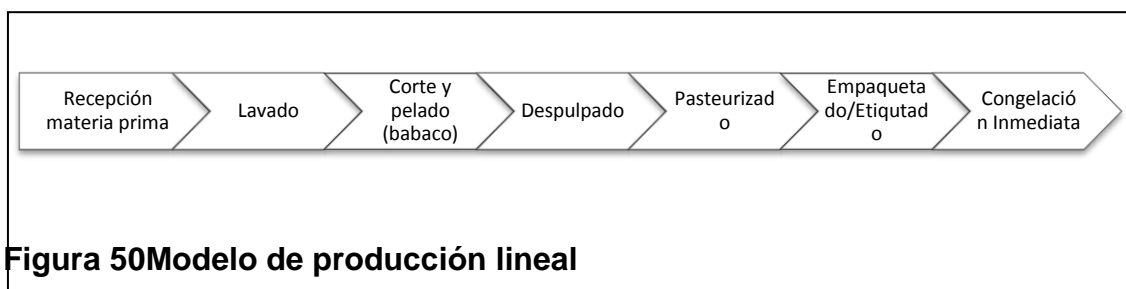 Recepción
materia prima
Lavado
Corte y
pelado
(babaco)
Despulpado
Pasteurizad
o
Empaqueta
do/Etiqutad
o
Congelació
n Inmediata
Figura 50Modelo de producción lineal